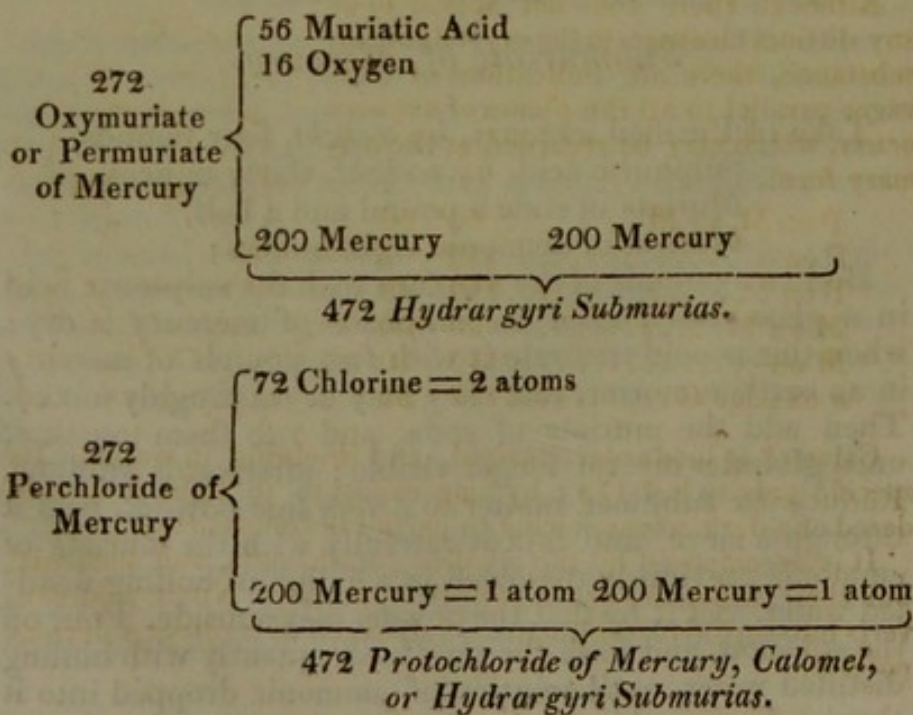 56 Muriatic Acid
16 Oxygen
272
Oxymuriate
or Permuriate
of Mercury
200 Mercury 200 Mercury
472 Hydrargyri Submurias.
72 Chlorine = 2 atoms
272
Perchloride of
Mercury
200 Mercury = 1 atom 200 Mercury = 1 atom
472 Protochloride of Mercury, Calomel,
or Hydrargyri Submurias.